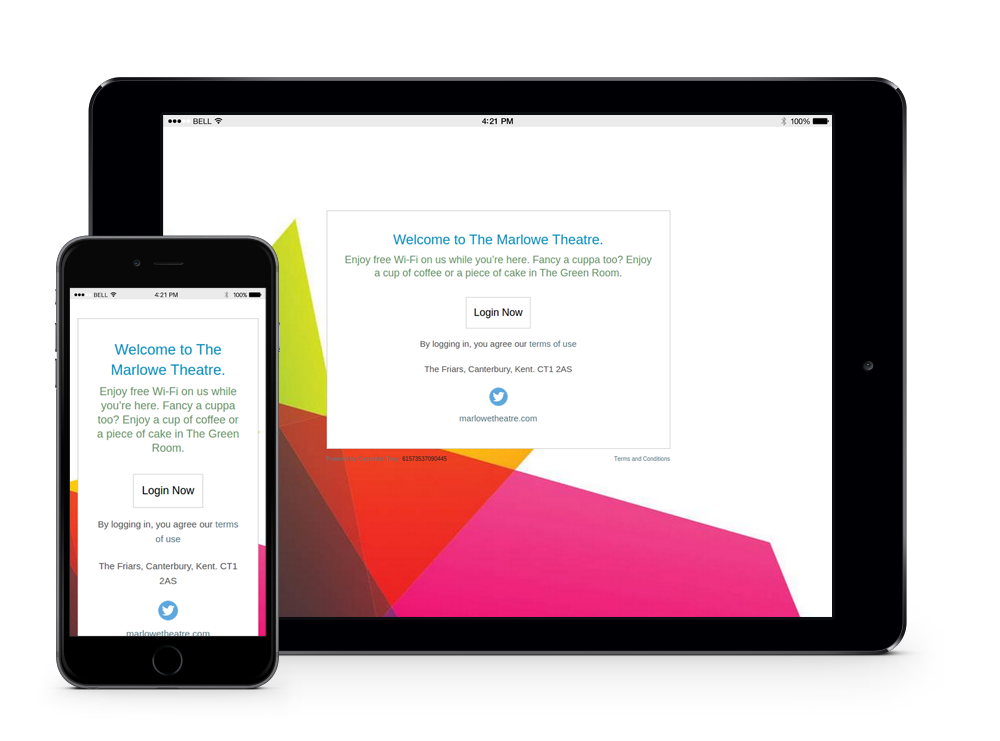 BELL
4:21 PM
100%
Welcome to The Marlowe Theatre.
Enjoy free Wi-Fi on us while you’re here. Fancy a cuppa too? Enjoy
a cup of coffee or a piece of cake in The Green Room.
Login Now
By logging in, you agree our terms of use
The Friars, Canterbury, Kent. CT1 2AS
marlowetheatre.com
61573537090445
Terms and Conditions
BELL
4:21 PM
100%
Welcome to The
Marlowe Theatre.
Enjoy free Wi-Fi on us while
you’re here. Fancy a cuppa
too? Enjoy a cup of coffee or
a piece of cake in The Green
Room.
Login Now
By logging in, you agree our terms
of use
The Friars, Canterbury, Kent. CT1
2AS
marlowetheatre.com